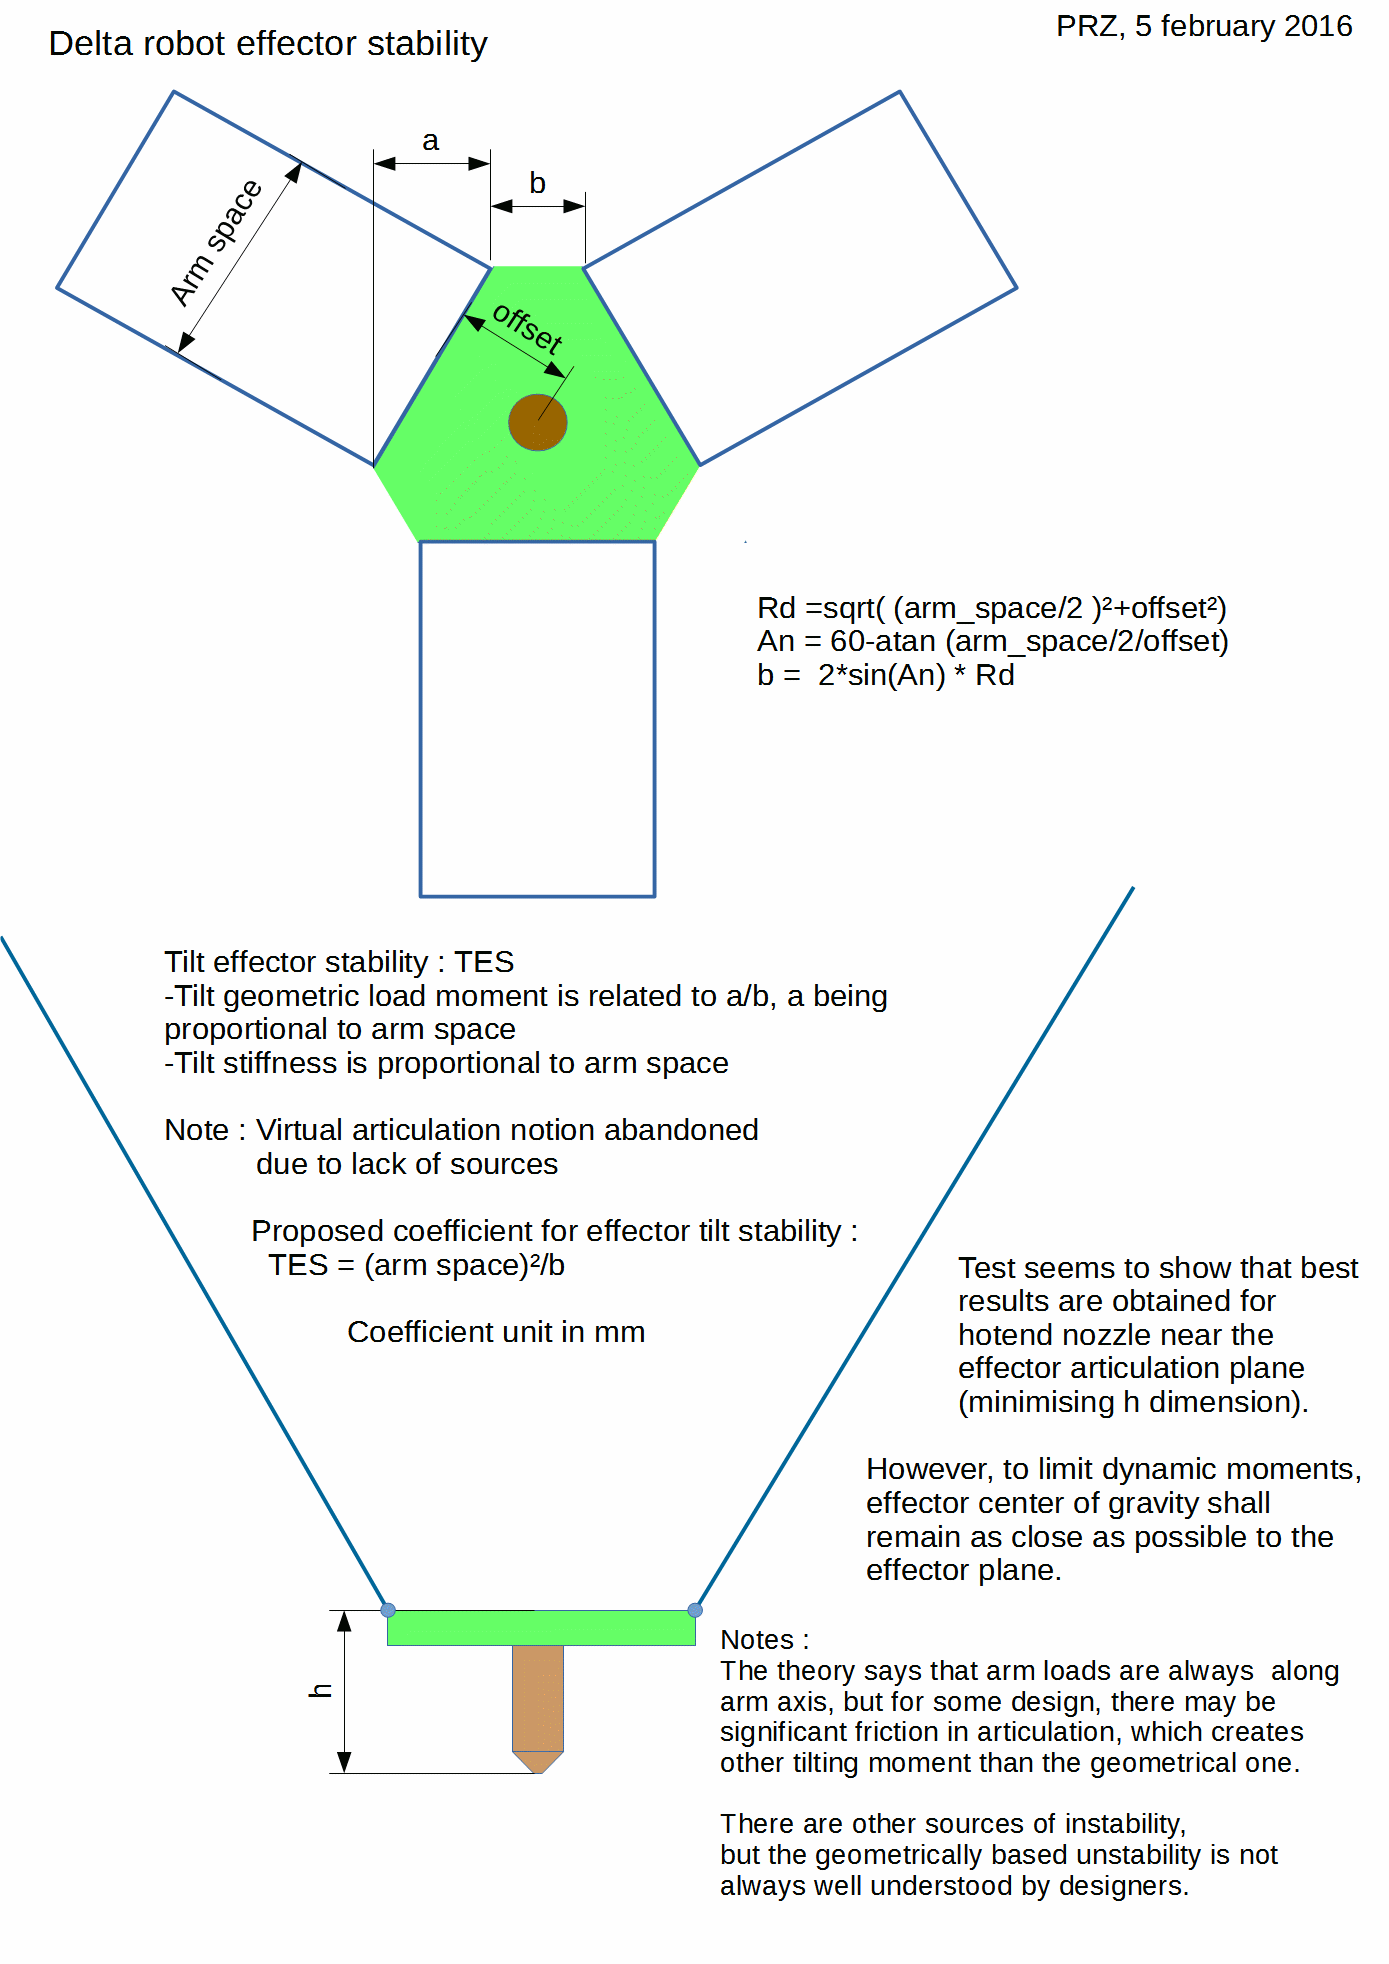 Delta robot effector stability
PRZ, 5 february 2016
a
b
Arm space
offset
Rd =sqrt( (arm_space/2 )²+offset²)
An = 60-atan (arm_space/2/offset)
b =  2*sin(An) * Rd
Tilt effector stability : TES
-Tilt geometric load moment is related to a/b, a being
proportional to arm space
-Tilt stiffness is proportional to arm space
Note : Virtual articulation notion abandoned
due to lack of sources
Proposed coefficient for effector tilt stability :
TES = (arm space)²/b
Coefficient unit in mm
Test seems to show that best
results are obtained for
hotend nozzle near the
effector articulation plane
(minimising h dimension).
However, to limit dynamic moments,
effector center of gravity shall
remain as close as possible to the
effector plane.
h
Notes :
The theory says that arm loads are always  along
arm axis, but for some design, there may be
significant friction in articulation, which creates
other tilting moment than the geometrical one.
There are other sources of instability,
but the geometrically based unstability is not
always well understood by designers.